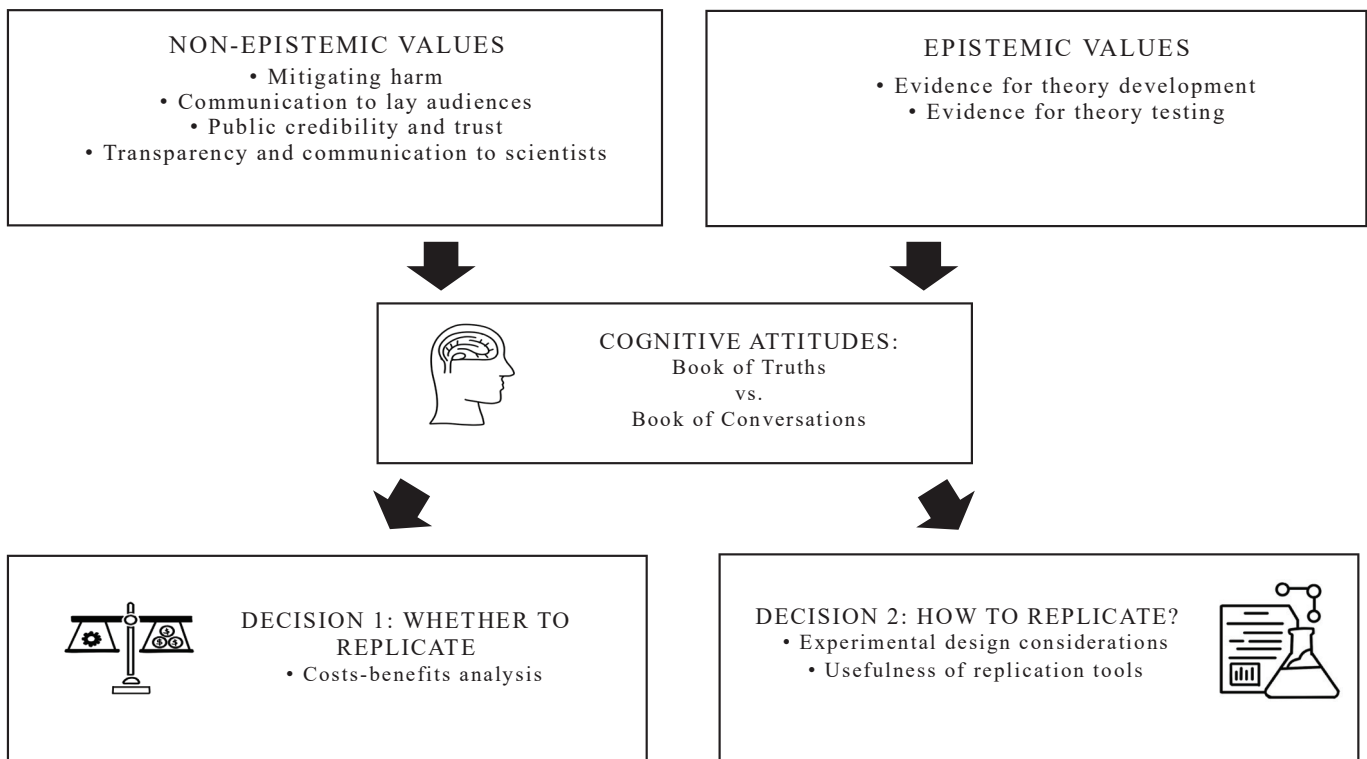 NON-EPISTEMIC VALUES
• Mitigating harm
• Communication to lay audiences
• Public credibility and trust
• Transparency and communication to scientists
EPISTEMIC VALUES
• Evidence for theory development
• Evidence for theory testing
COGNITIVE ATTITUDES:
Book of Truths
vs.
Book of Conversations
DECISION 1: WHETHER TO
REPLICATE
• Costs-benefits analysis
DECISION 2: HOW TO REPLICATE?
• Experimental design considerations
• Usefulness of replication tools